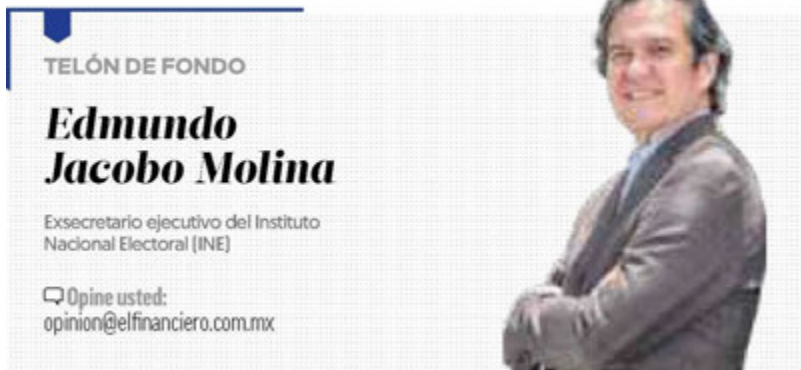 TELÓN DE FONDO
Edmundo
Jacobo Molina
Exsecretario ejecutivo del Instituto
Nacional Electoral (INE)
Opine usted:
opinion@elfinanciero.com.mx